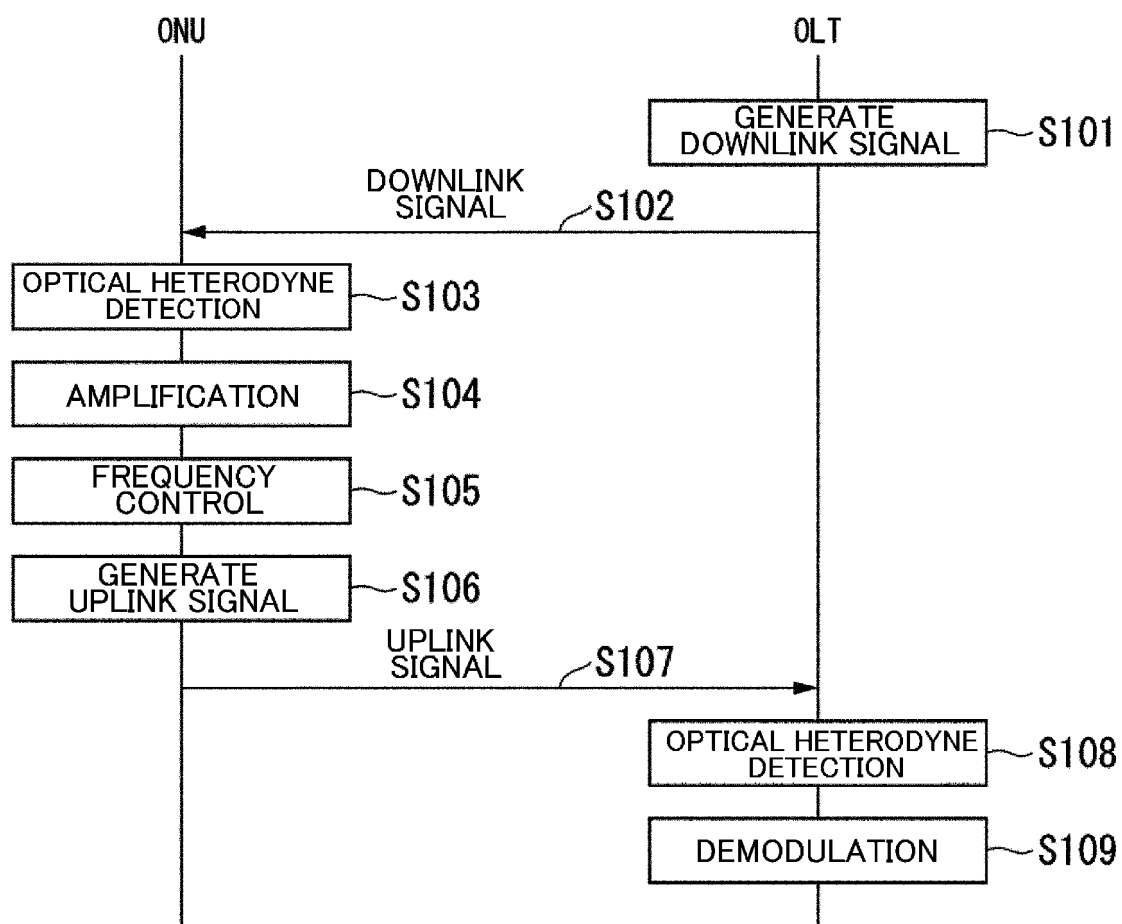 ONU
OLT
GENERATE
DOWNLINK SIGNAL
S101
DOWNLINK
SIGNAL
S102
OPTICAL HETERODYNE
DETECTION
S103
AMPLIFICATION
S104
FREQUENCY
CONTROL
S105
GENERATE
UPLINK SIGNAL
S106
UPLINK
SIGNAL
S107
OPTICAL HETERODYNE
DETECTION
S108
DEMODULATION
S109